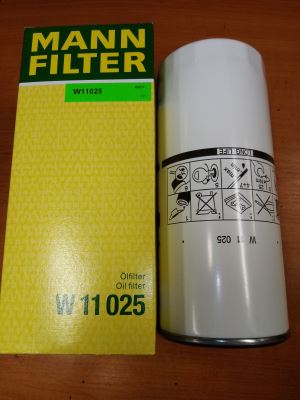 MANN
FILTER
W11025
Ölfilter
Oil filter
W 11 025
LONG LIFE
W 11 025